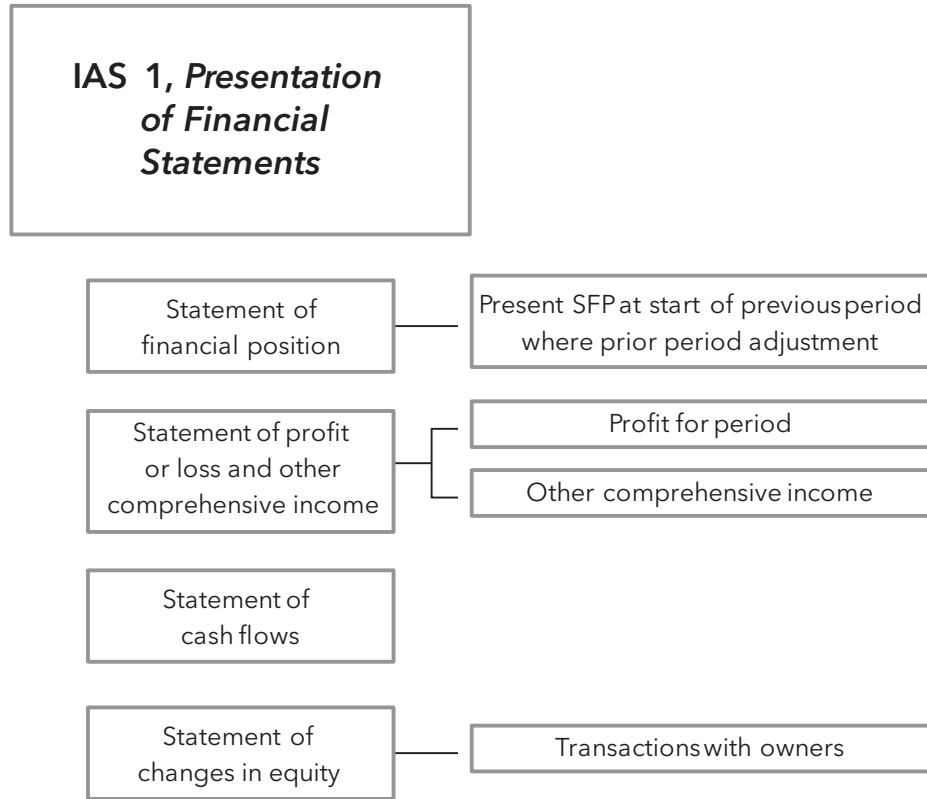 IAS 1, Presentation
of Financial
Statements
Statement of
financial position
Present SFP at start of previous period
where prior period adjustment
Statement of profit
or loss and other
comprehensive income
Profit for period
Other comprehensive income
Statement of
cash flows
Statement of
changes in equity
Transactions with owners